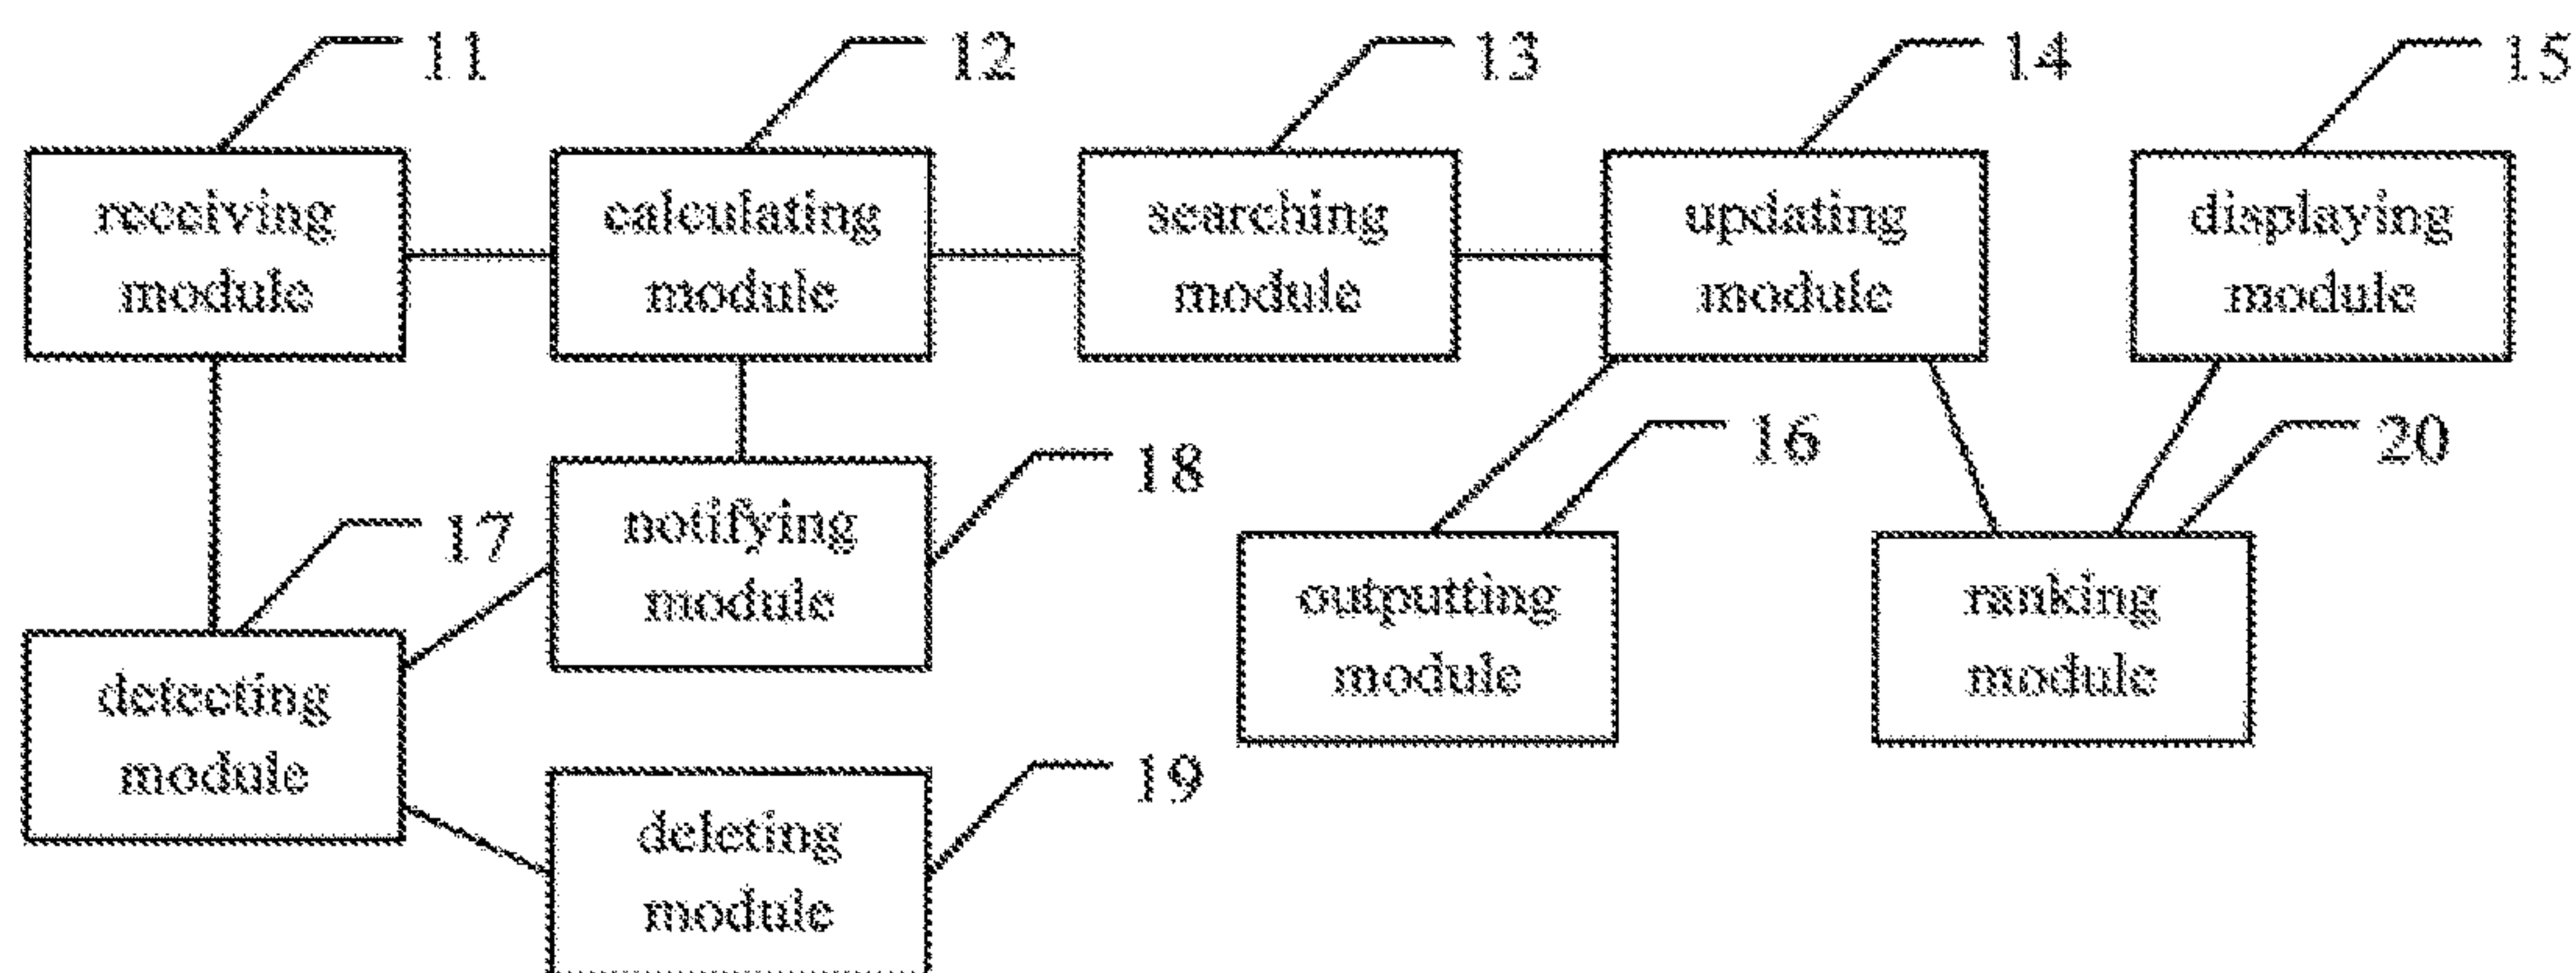 11
12
13
14
15
receiving
module
calculating
module
searching
module
updating
module
displaying
module
16
20
18
17
notifying
module
outputting
module
ranking
module
detecting
module
19
deleting
module